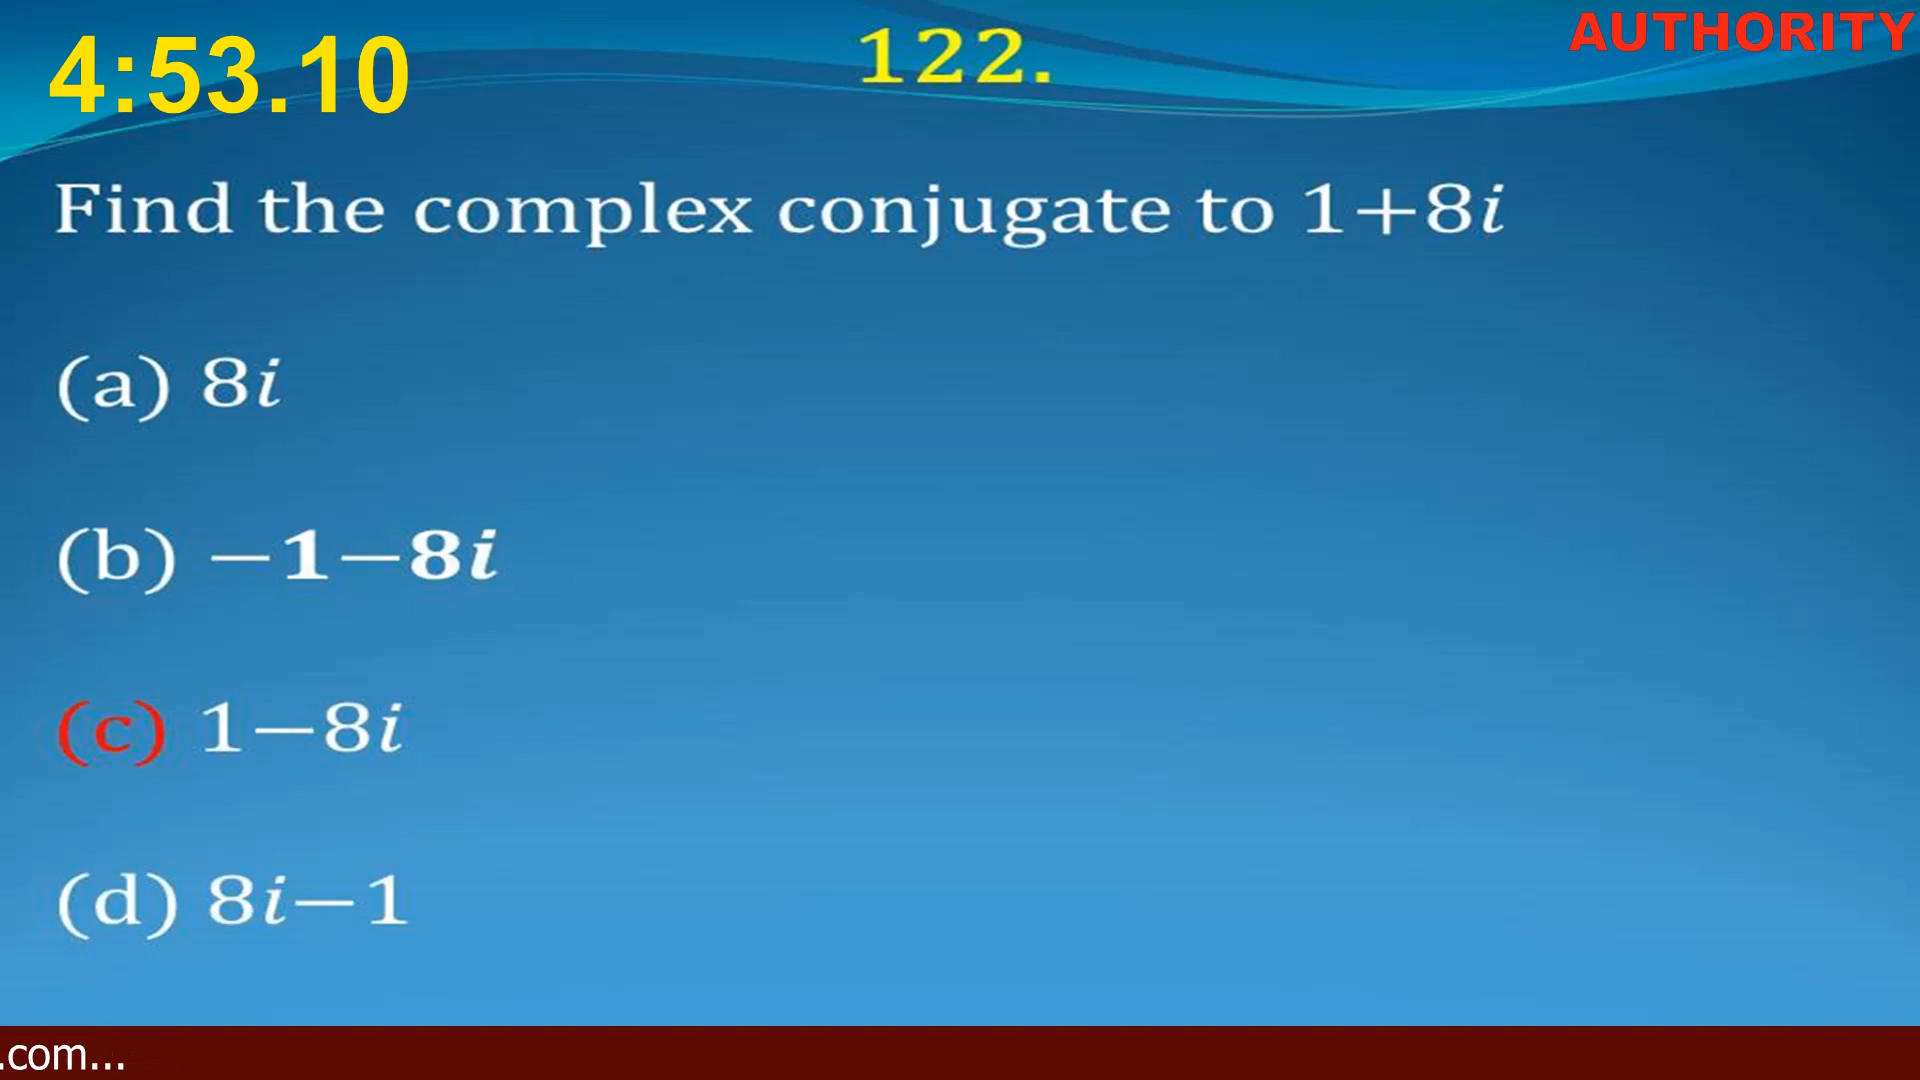 4:53.10
122.
AUTHORITY
Find the complex conjugate to 1+8i
(a) 8i
(b) −1−8i
(c) 1−8i
(d) 8i−1
.com...